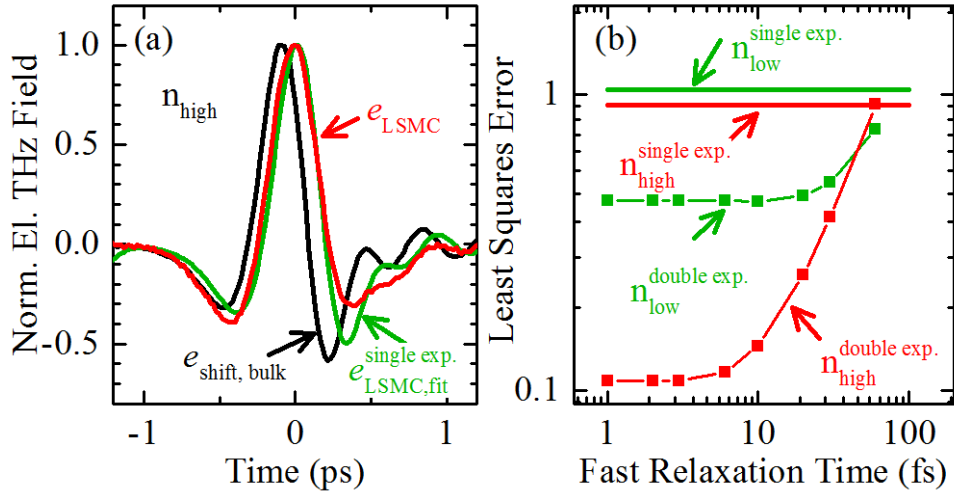 (a)
n_high
e_LSMC
e_shift, bulk
e_LSMC,fit^single exp.
1.0
0.5
0.0
-0.5
Norm. El. THz Field
-1
0
1
Time (ps)
(b)
n_low^single exp.
n_high^single exp.
n_low^double exp.
n_high^double exp.
1
0.1
Least Squares Error
1
10
100
Fast Relaxation Time (fs)